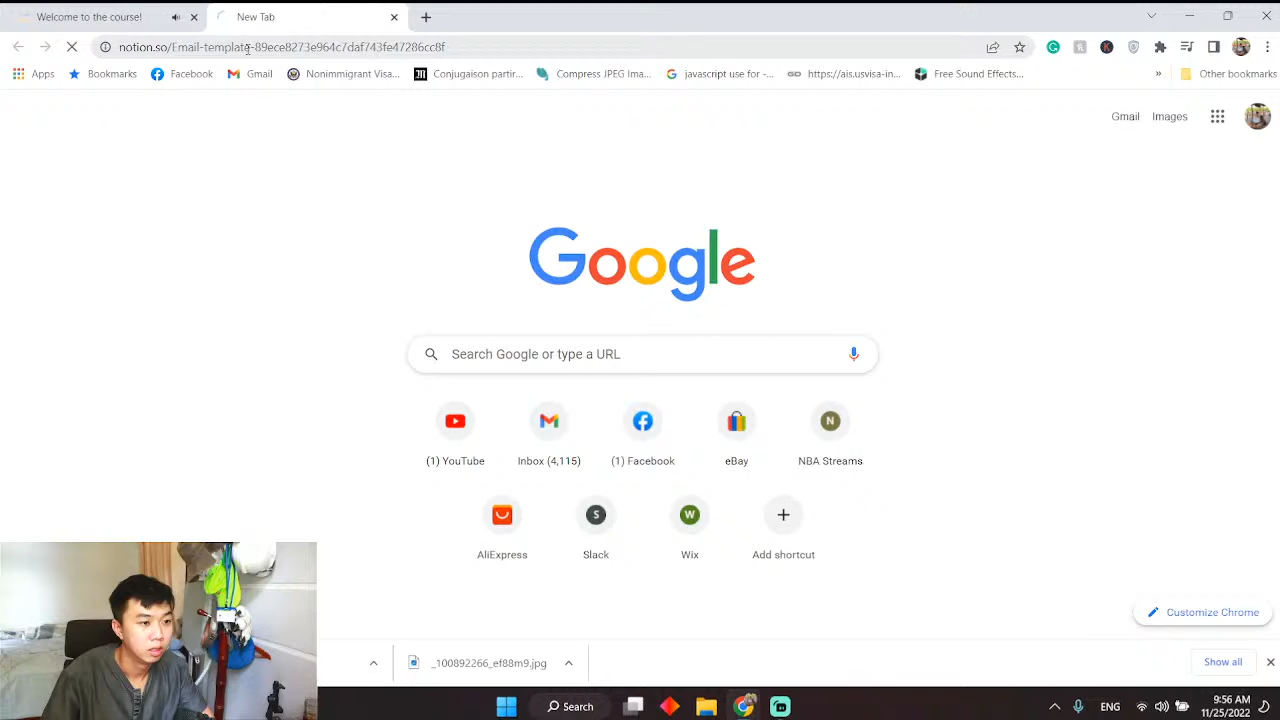 Welcome to the course!
New Tab
notion.so/Email-template-89ece8273e964c7daf743fe47286cc8f
Apps Bookmarks Facebook Gmail Nonimmigrant Visa... Conjugaison partir... Compress JPEG Ima... javascript use for -... https://ais.usvisa-in... Free Sound Effects... » Other bookmarks
Gmail Images
Google
Search Google or type a URL
(1) YouTube Inbox (4,115) (1) Facebook eBay N NBA Streams
AliExpress S Slack W Wix Add shortcut
Customize Chrome
_100892266_ef88m9.jpg
Show all
Search
ENG
9:56 AM
11/25/2022